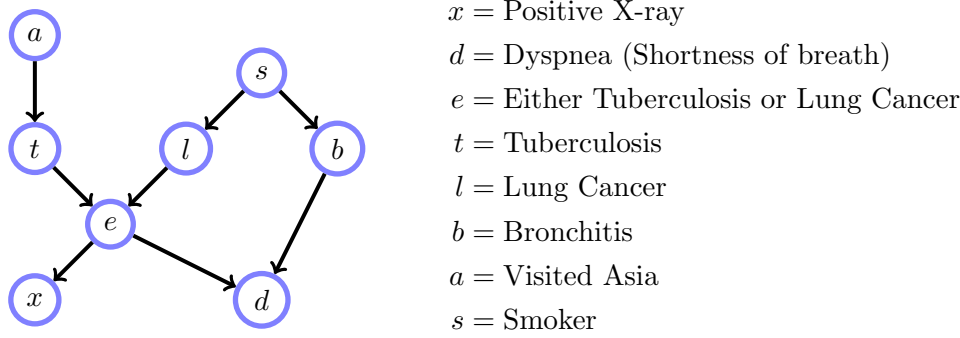 a
s
t
l
b
e
x
d
x = Positive X-ray
d = Dyspnea (Shortness of breath)
e = Either Tuberculosis or Lung Cancer
t = Tuberculosis
l = Lung Cancer
b = Bronchitis
a = Visited Asia
s = Smoker